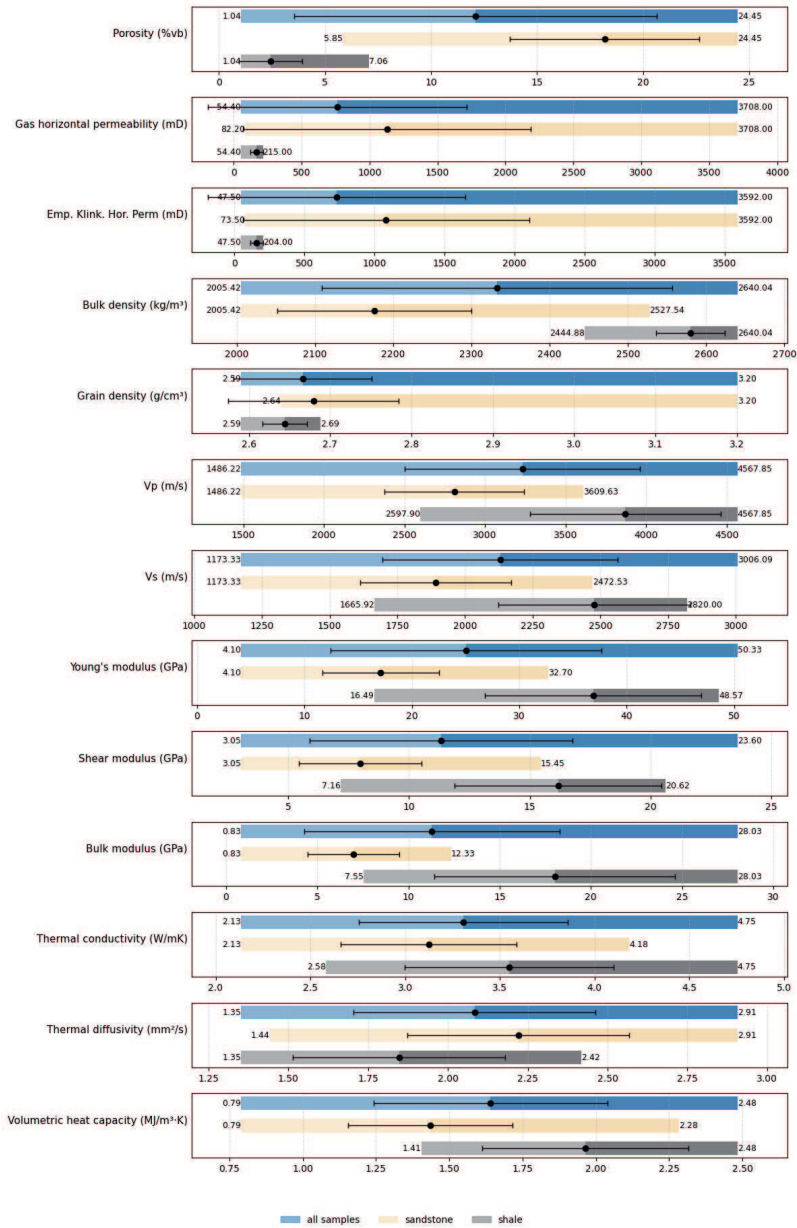 Porosity (%vb)
1.04 24.45
5.85 24.45
1.04 7.06
0 5 10 15 20 25
Gas horizontal permeability (mD)
54.40 3708.00
82.20 3708.00
54.40 215.00
0 500 1000 1500 2000 2500 3000 3500 4000
Emp. Klink. Hor. Perm (mD)
47.50 3592.00
73.50 3592.00
47.50 204.00
0 500 1000 1500 2000 2500 3000 3500
Bulk density (kg/m³)
2005.42 2640.04
2005.42 2527.54
2444.88 2640.04
2000 2100 2200 2300 2400 2500 2600 2700
Grain density (g/cm³)
2.59 3.20
2.64 3.20
2.59 2.69
2.6 2.7 2.8 2.9 3.0 3.1 3.2
Vp (m/s)
1486.22 4567.85
1486.22 3609.63
2597.90 4567.85
1500 2000 2500 3000 3500 4000 4500
Vs (m/s)
1173.33 3006.09
1173.33 2472.53
1665.92 2820.00
1000 1250 1500 1750 2000 2250 2500 2750 3000
Young's modulus (GPa)
4.10 50.33
4.10 32.70
16.49 48.57
0 10 20 30 40 50
Shear modulus (GPa)
3.05 23.60
3.05 15.45
7.16 20.62
5 10 15 20 25
Bulk modulus (GPa)
0.83 28.03
0.83 12.33
7.55 28.03
0 5 10 15 20 25 30
Thermal conductivity (W/mK)
2.13 4.75
2.13 4.18
2.58 4.75
2.0 2.5 3.0 3.5 4.0 4.5 5.0
Thermal diffusivity (mm²/s)
1.35 2.91
1.44 2.91
1.35 2.42
1.25 1.50 1.75 2.00 2.25 2.50 2.75 3.00
Volumetric heat capacity (MJ/m³·K)
0.79 2.48
0.79 2.28
1.41 2.48
0.75 1.00 1.25 1.50 1.75 2.00 2.25 2.50
all samples sandstone shale